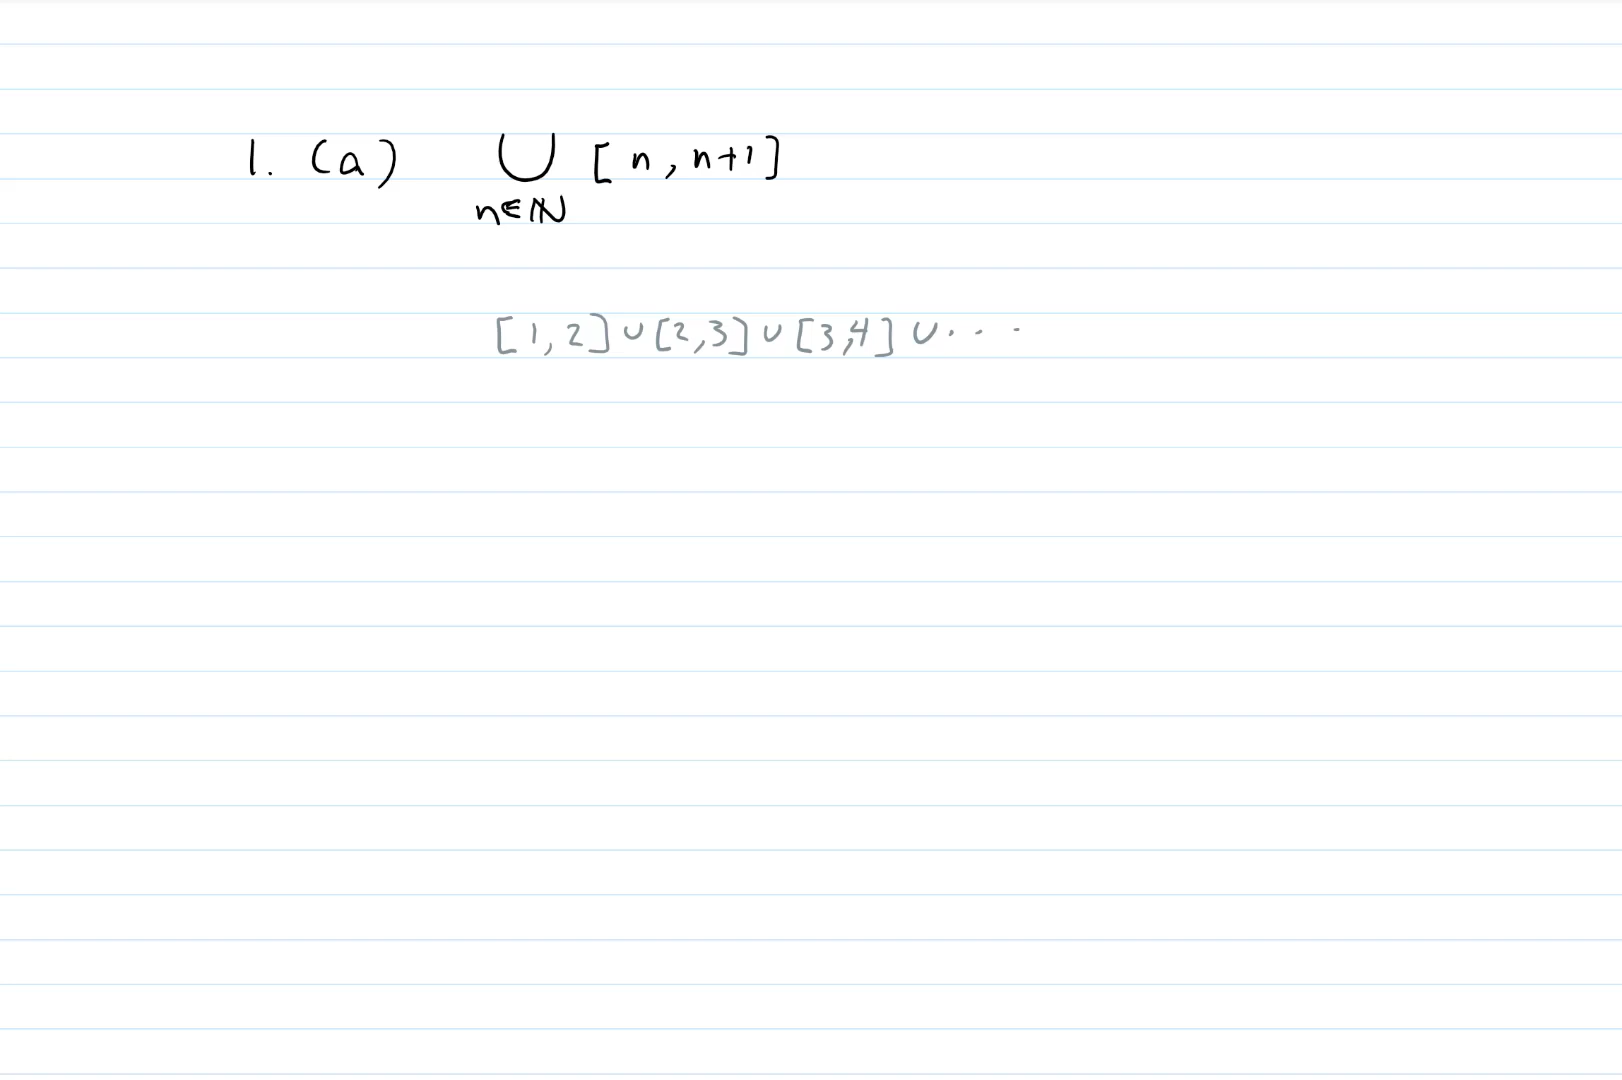 1. (a) ⋃ [n, n+1]
n∈ℕ
[1, 2] ∪ [2,3] ∪ [3,4] ∪ . . .